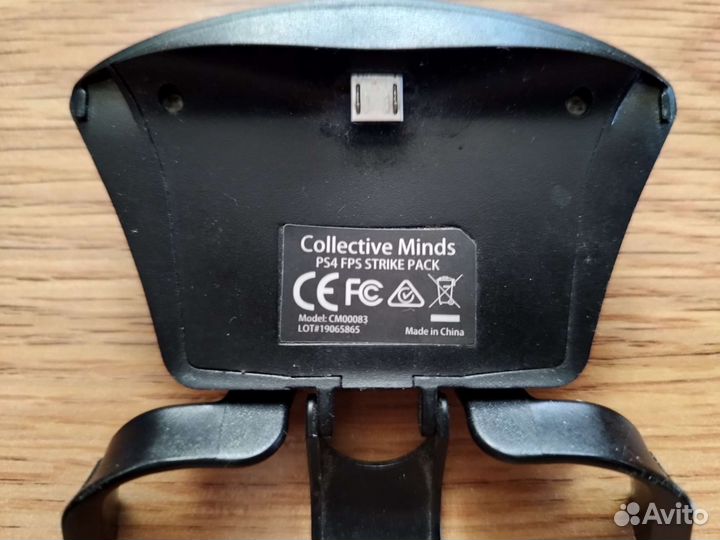 Collective Minds
PS4 FPS STRIKE PACK
CE FC
Model: CM00083
LOT#19065865
Made in China
Avito